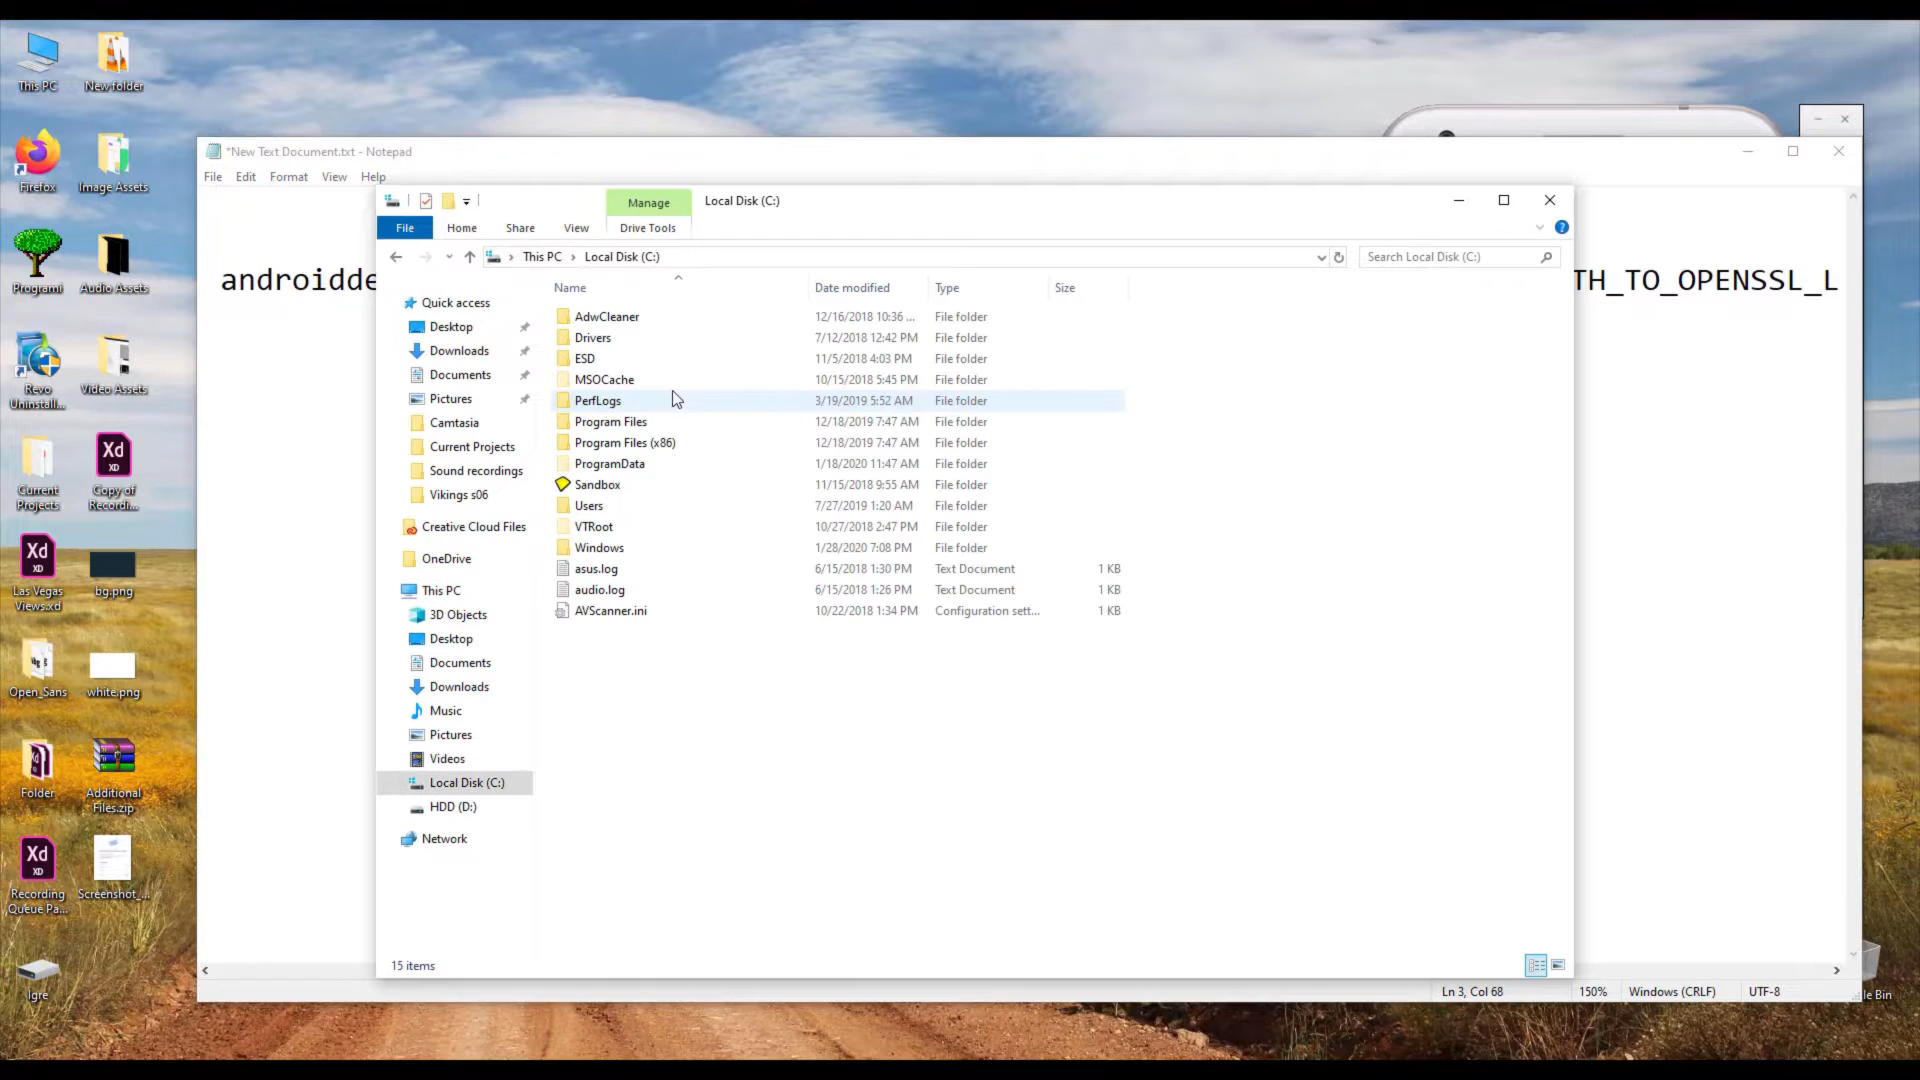 This PC
New folder
Firefox
Image Assets
Programi
Audio Assets
Revo
Uninstall...
Video Assets
Current
Projects
Copy of
Recordi...
Las Vegas
Views.xd
bg.png
Open_Sans
white.png
Folder
Additional
Files.zip
Recording
Queue Pa...
Screenshot_...
Igre
*New Text Document.txt - Notepad
File Edit Format View Help
androidde
TH_TO_OPENSSL_L
Manage
Local Disk (C:)
File Home Share View Drive Tools
This PC > Local Disk (C:)
Search Local Disk (C:)
Quick access
Desktop
Downloads
Documents
Pictures
Camtasia
Current Projects
Sound recordings
Vikings s06
Creative Cloud Files
OneDrive
This PC
3D Objects
Desktop
Documents
Downloads
Music
Pictures
Videos
Local Disk (C:)
HDD (D:)
Network
Name Date modified Type Size
AdwCleaner 12/16/2018 10:36 ... File folder
Drivers 7/12/2018 12:42 PM File folder
ESD 11/5/2018 4:03 PM File folder
MSOCache 10/15/2018 5:45 PM File folder
PerfLogs 3/19/2019 5:52 AM File folder
Program Files 12/18/2019 7:47 AM File folder
Program Files (x86) 12/18/2019 7:47 AM File folder
ProgramData 1/18/2020 11:47 AM File folder
Sandbox 11/15/2018 9:55 AM File folder
Users 7/27/2019 1:20 AM File folder
VTRoot 10/27/2018 2:47 PM File folder
Windows 1/28/2020 7:08 PM File folder
asus.log 6/15/2018 1:30 PM Text Document 1 KB
audio.log 6/15/2018 1:26 PM Text Document 1 KB
AVScanner.ini 10/22/2018 1:34 PM Configuration sett... 1 KB
15 items
Ln 3, Col 68 150% Windows (CRLF) UTF-8
le Bin